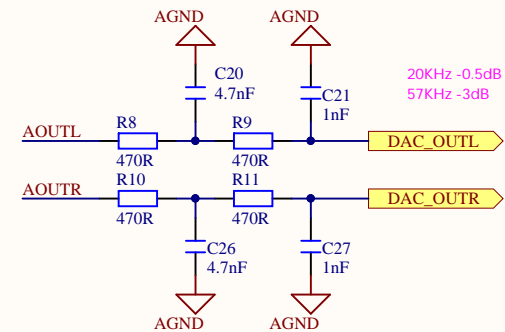 AGND AGND
C20
4.7nF
C21
1nF
20KHz -0.5dB
57KHz -3dB
AOUTL
R8
470R
R9
470R
DAC_OUTL
AOUTR
R10
470R
R11
470R
DAC_OUTR
C26
4.7nF
C27
1nF
AGND AGND